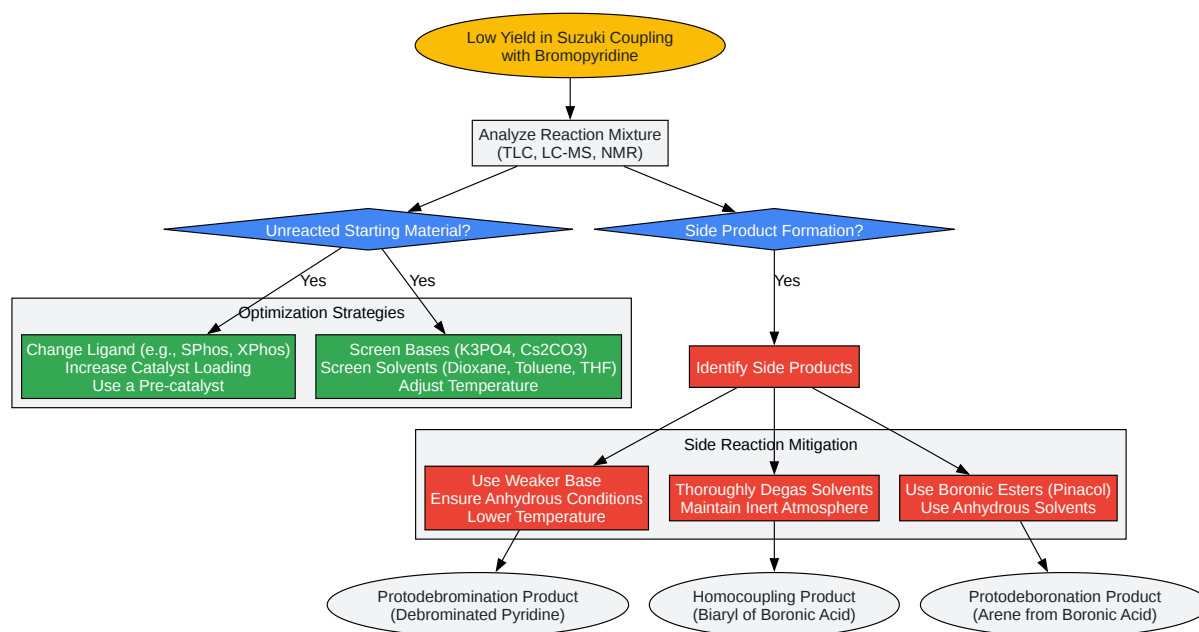 Low Yield in Suzuki Coupling
with Bromopyridine
Analyze Reaction Mixture
(TLC, LC-MS, NMR)
Unreacted Starting Material?
Side Product Formation?
Yes
Yes
Yes
Optimization Strategies
Change Ligand (e.g., SPhos, XPhos)
Increase Catalyst Loading
Use a Pre-catalyst
Screen Bases (K3PO4, Cs2CO3)
Screen Solvents (Dioxane, Toluene, THF)
Adjust Temperature
Identify Side Products
Side Reaction Mitigation
Use Weaker Base
Ensure Anhydrous Conditions
Lower Temperature
Thoroughly Degas Solvents
Maintain Inert Atmosphere
Use Boronic Esters (Pinacol)
Use Anhydrous Solvents
Protodebromination Product
(Debrominated Pyridine)
Homocoupling Product
(Biaryl of Boronic Acid)
Protodeboronation Product
(Arene from Boronic Acid)